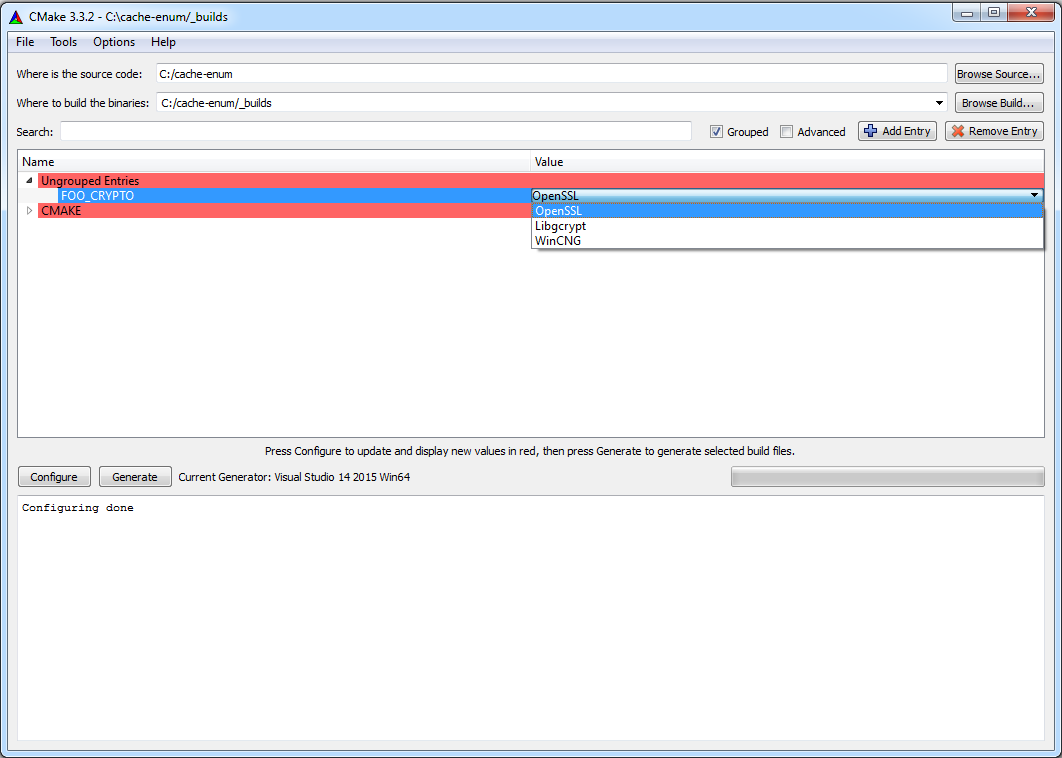 CMake 3.3.2 - C:\cache-enum/_builds
File Tools Options Help
Where is the source code: C:/cache-enum Browse Source...
Where to build the binaries: C:/cache-enum/_builds Browse Build...
Search: Grouped Advanced Add Entry Remove Entry
Name Value
Ungrouped Entries
FOO_CRYPTO OpenSSL
CMAKE OpenSSL
Libgcrypt
WinCNG
Press Configure to update and display new values in red, then press Generate to generate selected build files.
Configure Generate Current Generator: Visual Studio 14 2015 Win64
Configuring done